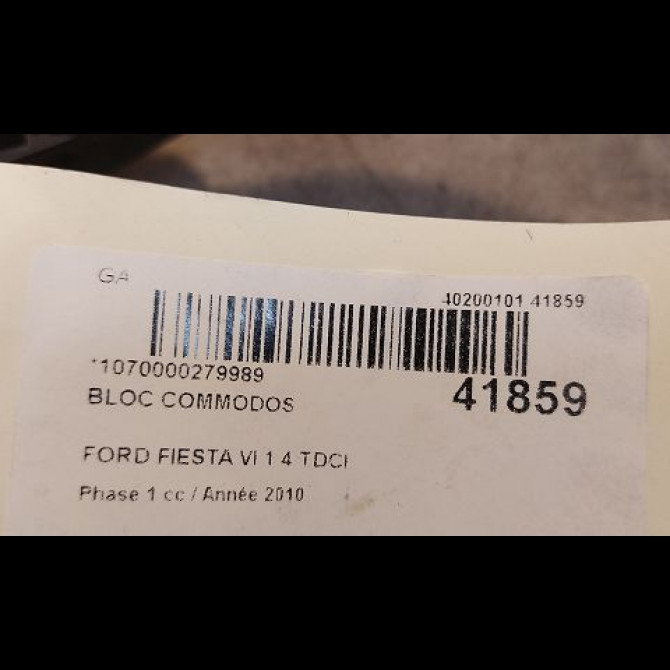 GA
40200101 41859
*1070000279989
41859
BLOC COMMODOS
FORD FIESTA VI 1 4 TDCI
Phase 1 cc / Année 2010